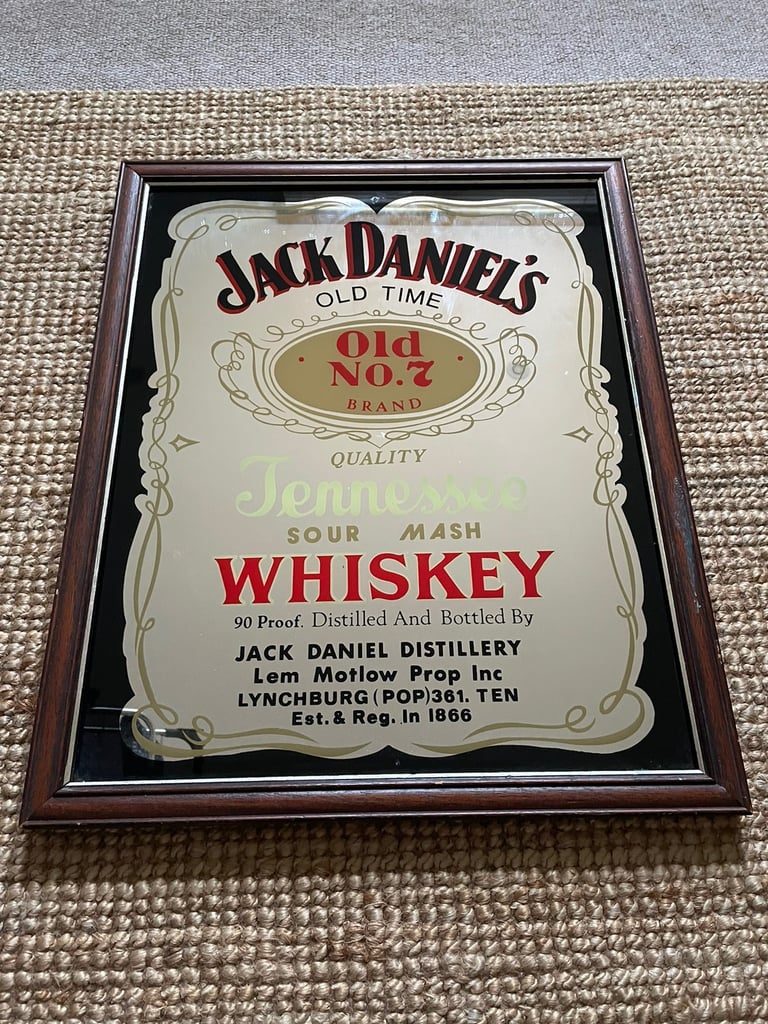 JACK DANIEL'S
OLD TIME
Old
No.7
BRAND
QUALITY
Tennessee
SOUR MASH
WHISKEY
90 Proof. Distilled And Bottled By
JACK DANIEL DISTILLERY
Lem Motlow Prop Inc
LYNCHBURG (POP) 361. TEN
Est. & Reg. In 1866